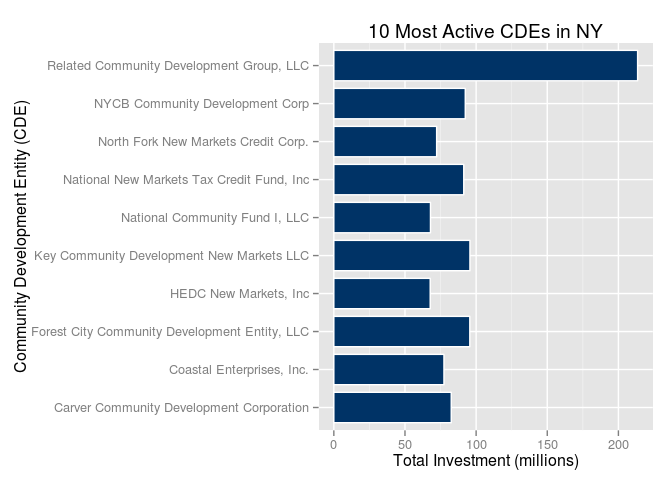 10 Most Active CDEs in NY
Community Development Entity (CDE)
Related Community Development Group, LLC
NYCB Community Development Corp
North Fork New Markets Credit Corp.
National New Markets Tax Credit Fund, Inc
National Community Fund I, LLC
Key Community Development New Markets LLC
HEDC New Markets, Inc
Forest City Community Development Entity, LLC
Coastal Enterprises, Inc.
Carver Community Development Corporation
0 50 100 150 200
Total Investment (millions)